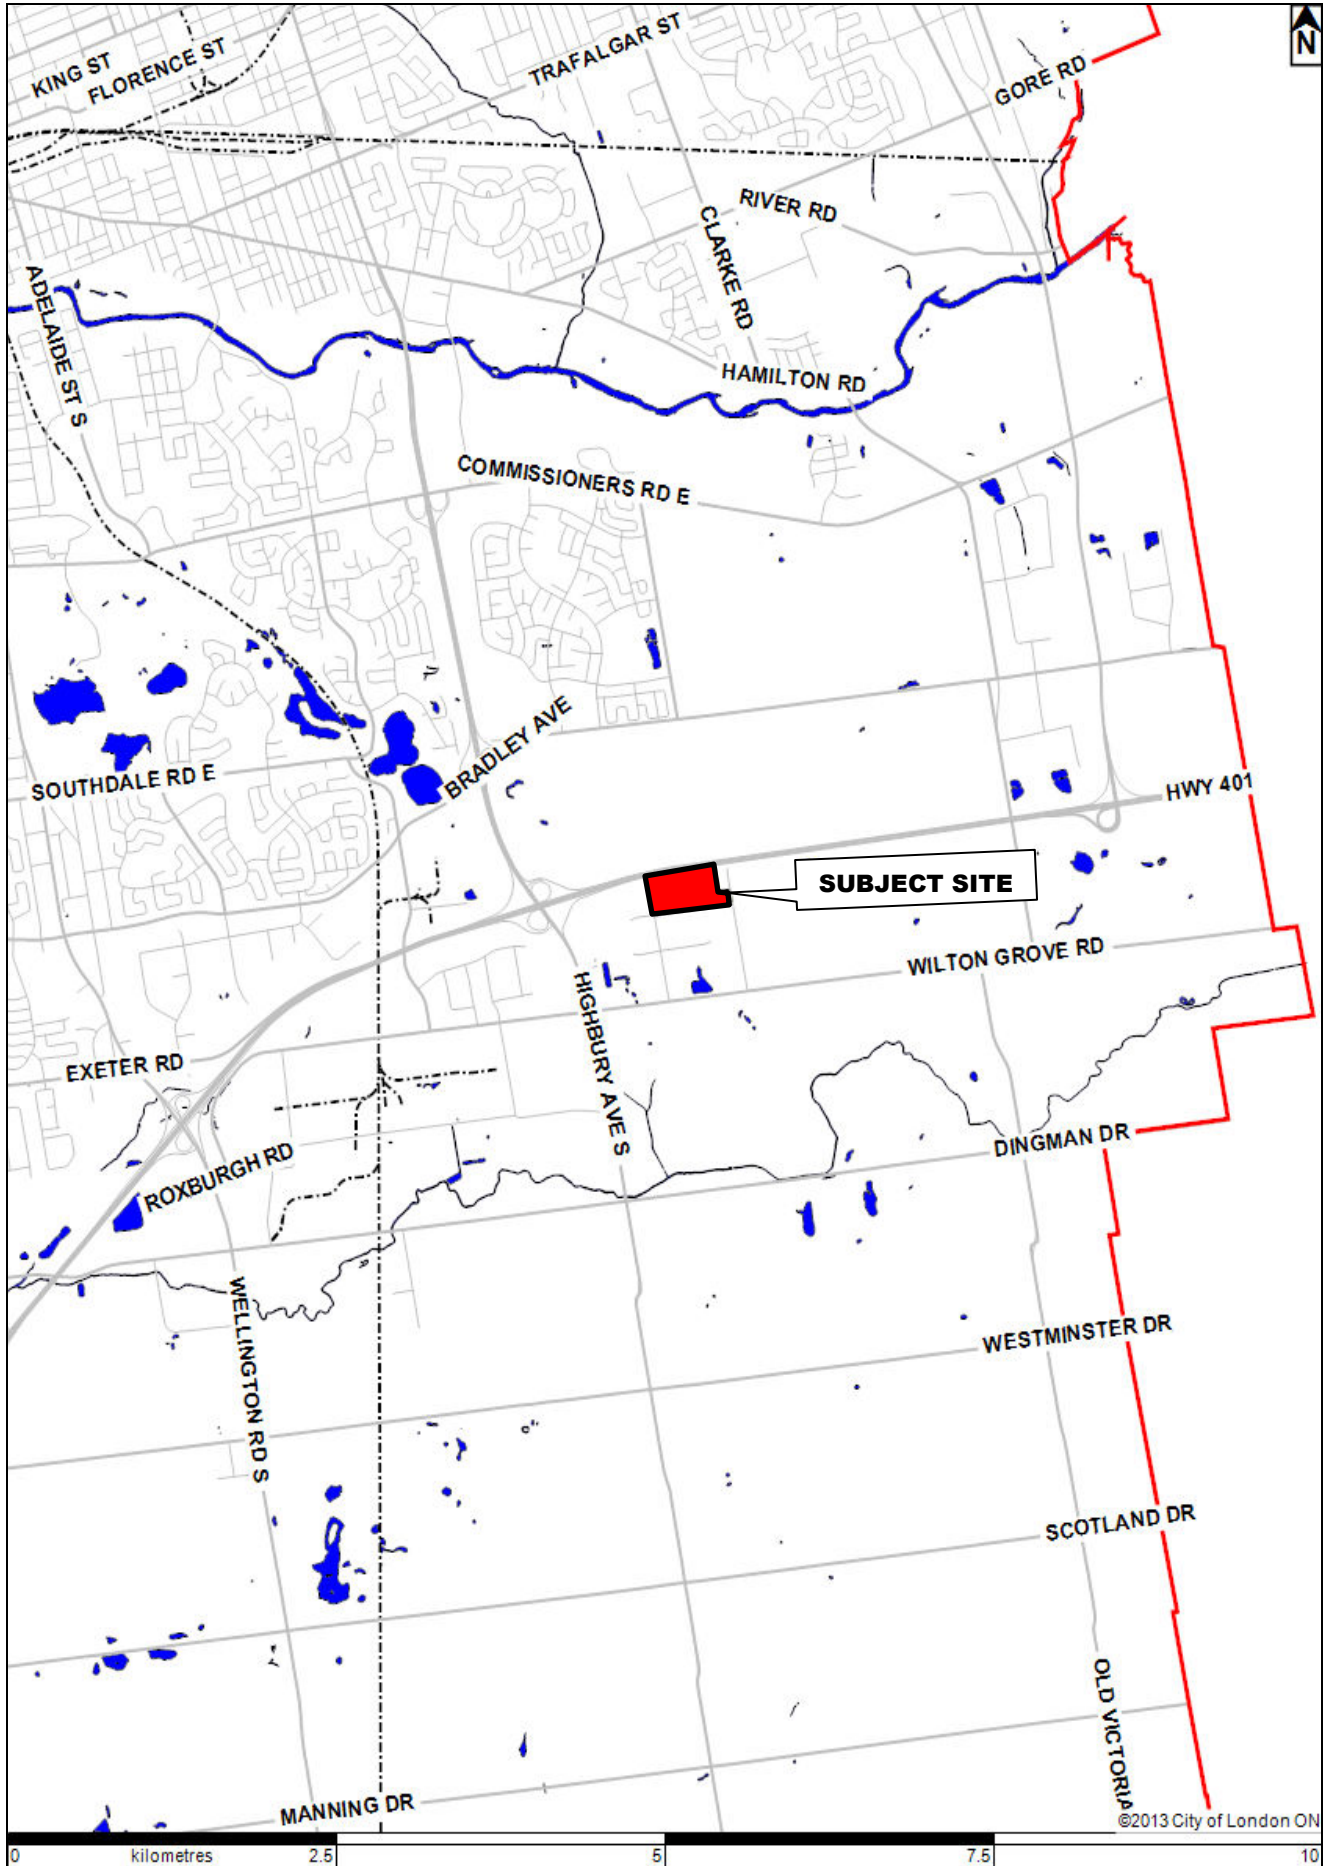 N
KING ST
FLORENCE ST
TRAFALGAR ST
GORE RD
RIVER RD
CLARKE RD
ADELAIDE ST S
HAMILTON RD
COMMISSIONERS RD E
BRADLEY AVE
SOUTHDALE RD E
HWY 401
SUBJECT SITE
WILTON GROVE RD
HIGHBURY AVE S
EXETER RD
DINGMAN DR
ROXBURGH RD
WELLINGTON RD S
WESTMINSTER DR
SCOTLAND DR
OLD VICTORIA
MANNING DR
©2013 City of London ON
0 kilometres 2.5 5 7.5 10